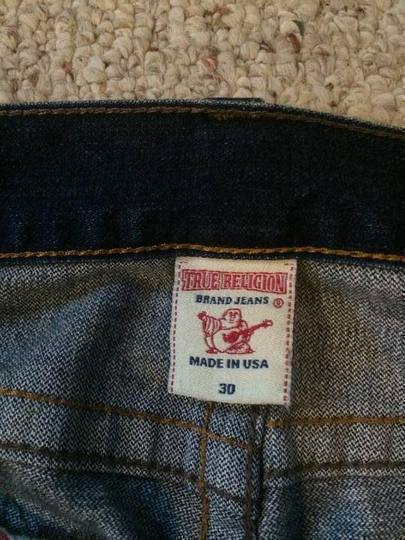 TRUE RELIGION
BRAND JEANS ®
MADE IN USA
30